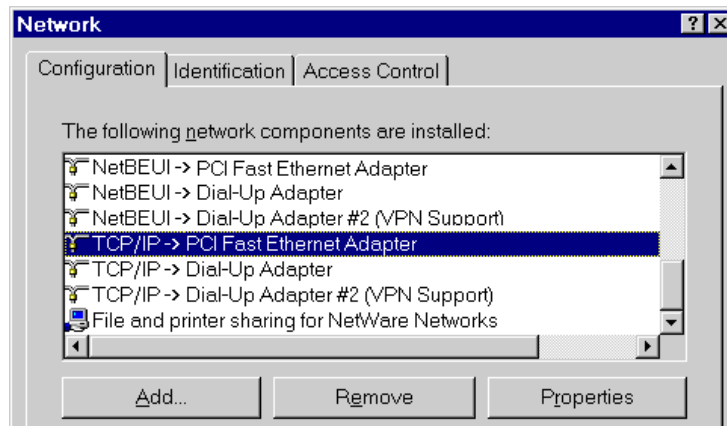 Network
Configuration Identification Access Control
The following network components are installed:
NetBEUI -> PCI Fast Ethernet Adapter
NetBEUI -> Dial-Up Adapter
NetBEUI -> Dial-Up Adapter #2 (VPN Support)
TCP/IP -> PCI Fast Ethernet Adapter
TCP/IP -> Dial-Up Adapter
TCP/IP -> Dial-Up Adapter #2 (VPN Support)
File and printer sharing for NetWare Networks
Add... Remove Properties